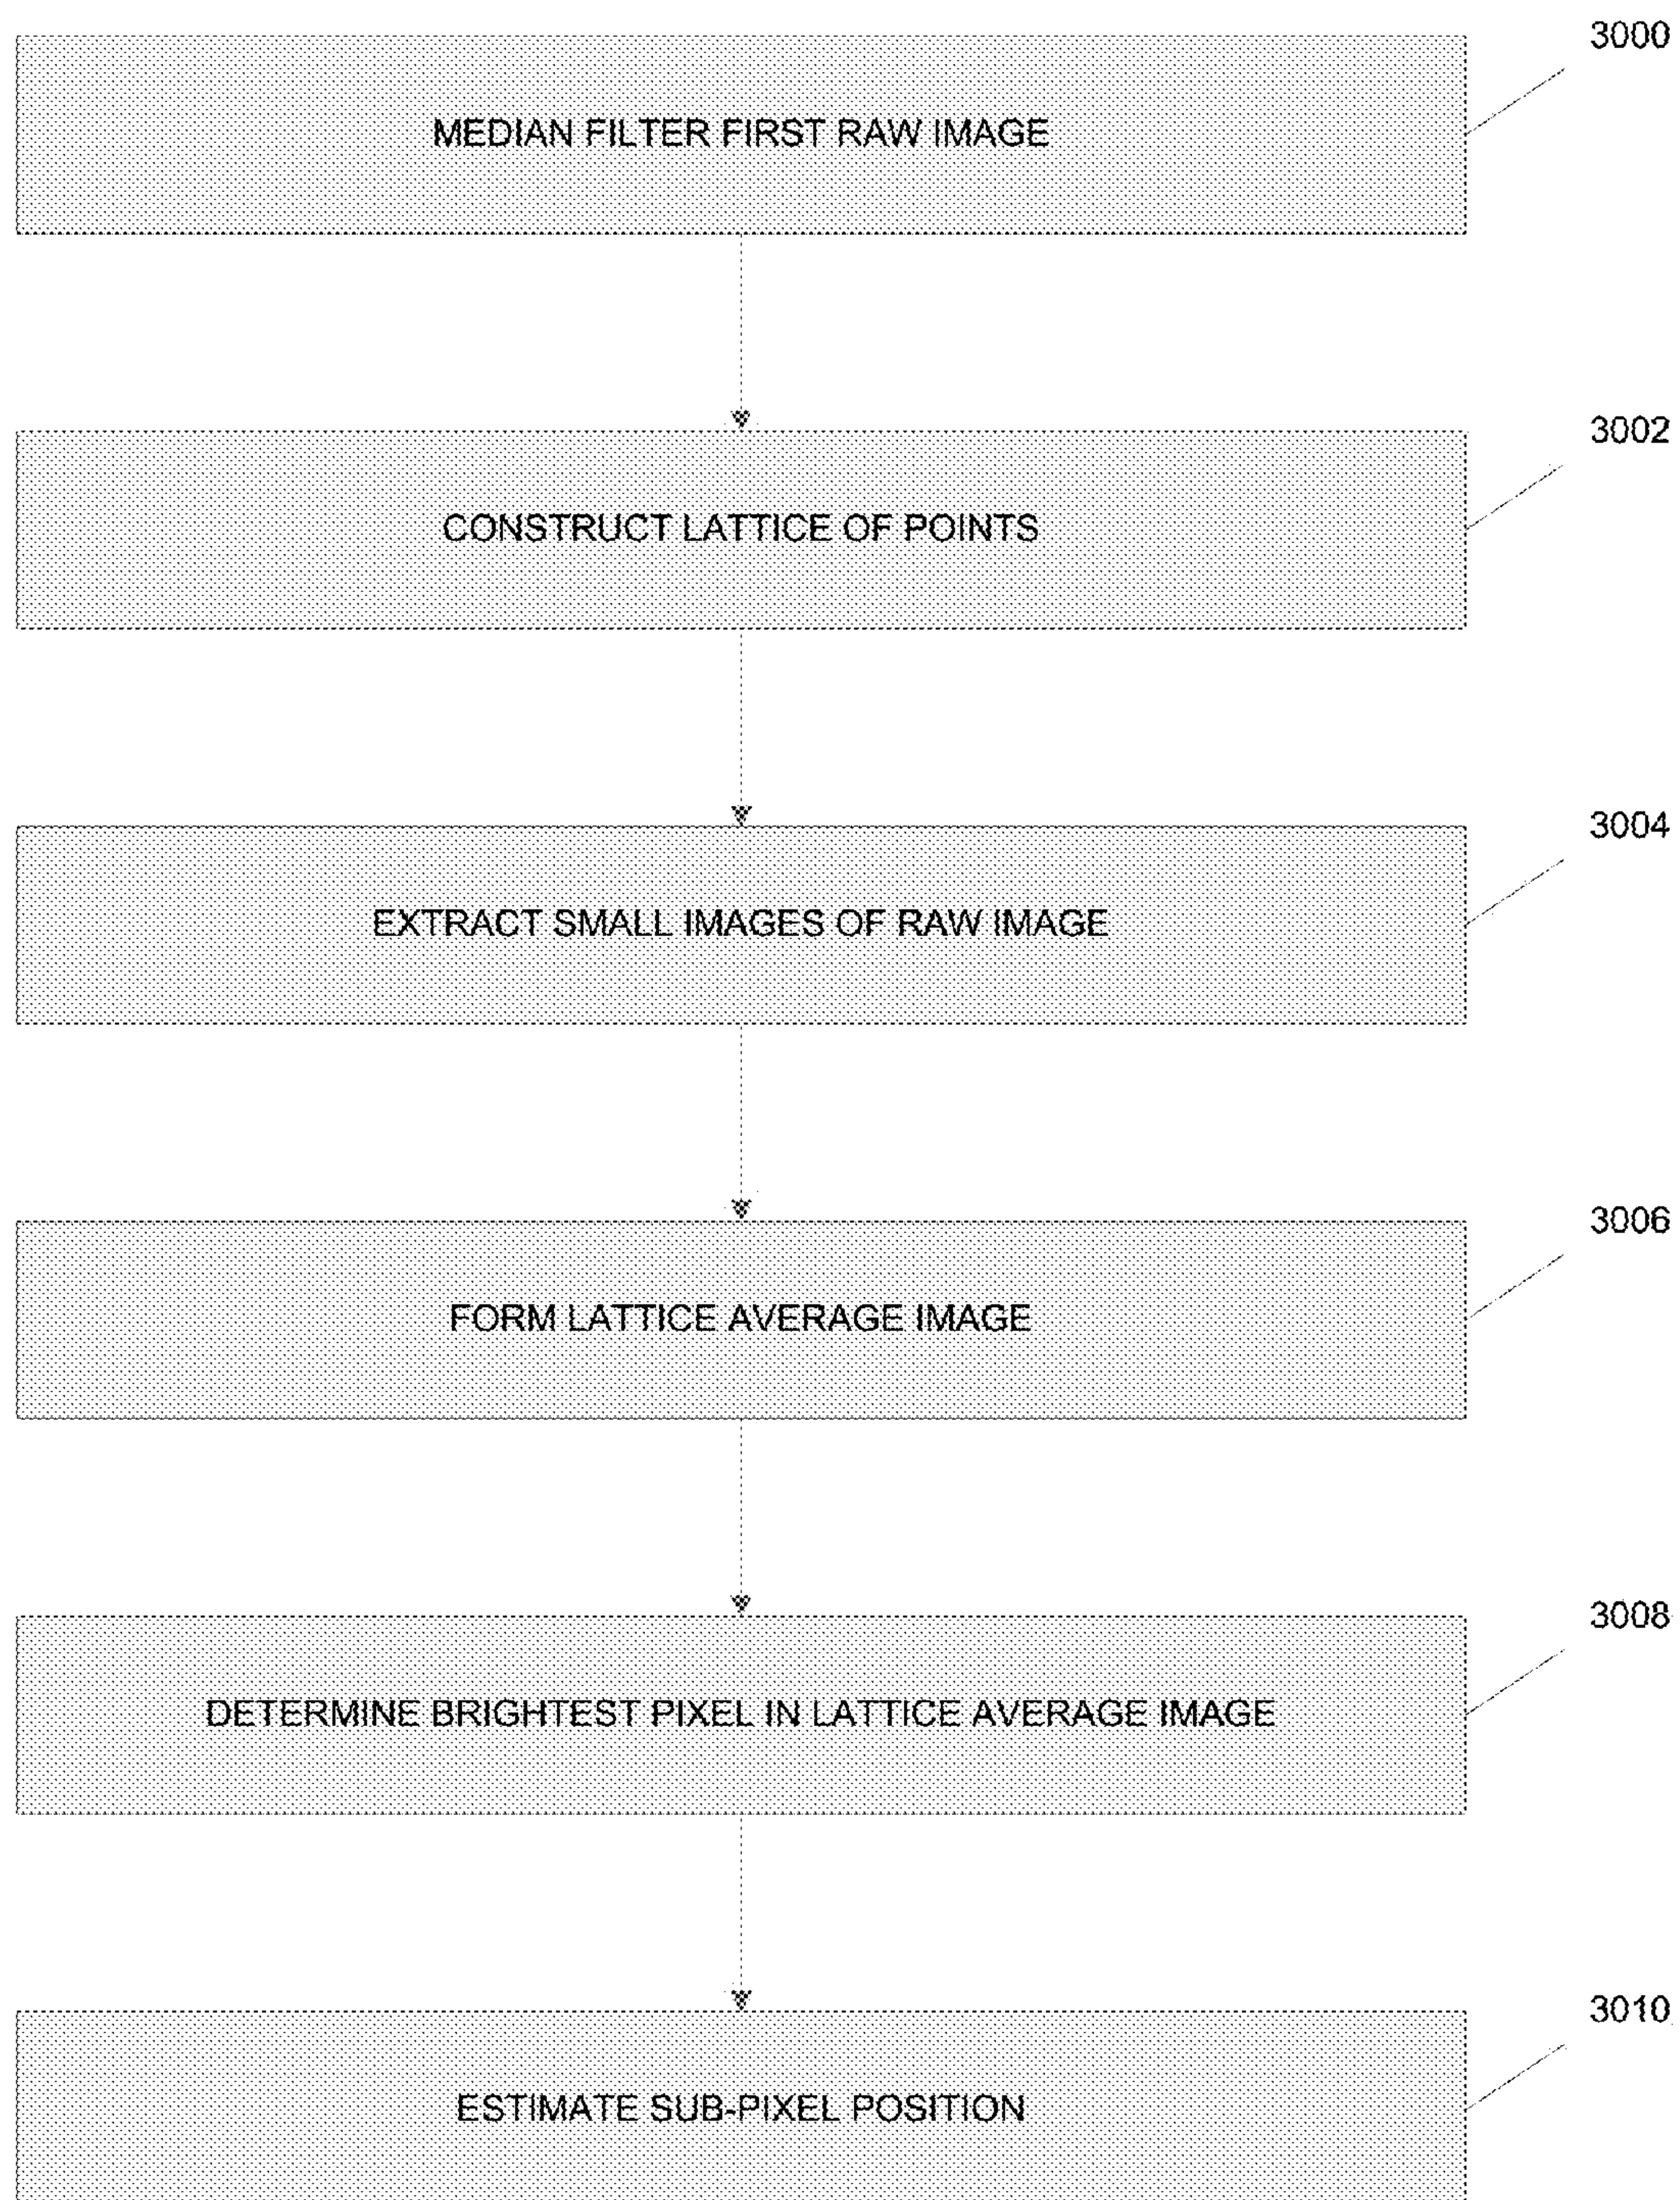 3000
MEDIAN FILTER FIRST RAW IMAGE
3002
CONSTRUCT LATTICE OF POINTS
3004
EXTRACT SMALL IMAGES OF RAW IMAGE
3006
FORM LATTICE AVERAGE IMAGE
3008
DETERMINE BRIGHTEST PIXEL IN LATTICE AVERAGE IMAGE
3010
ESTIMATE SUB-PIXEL POSITION